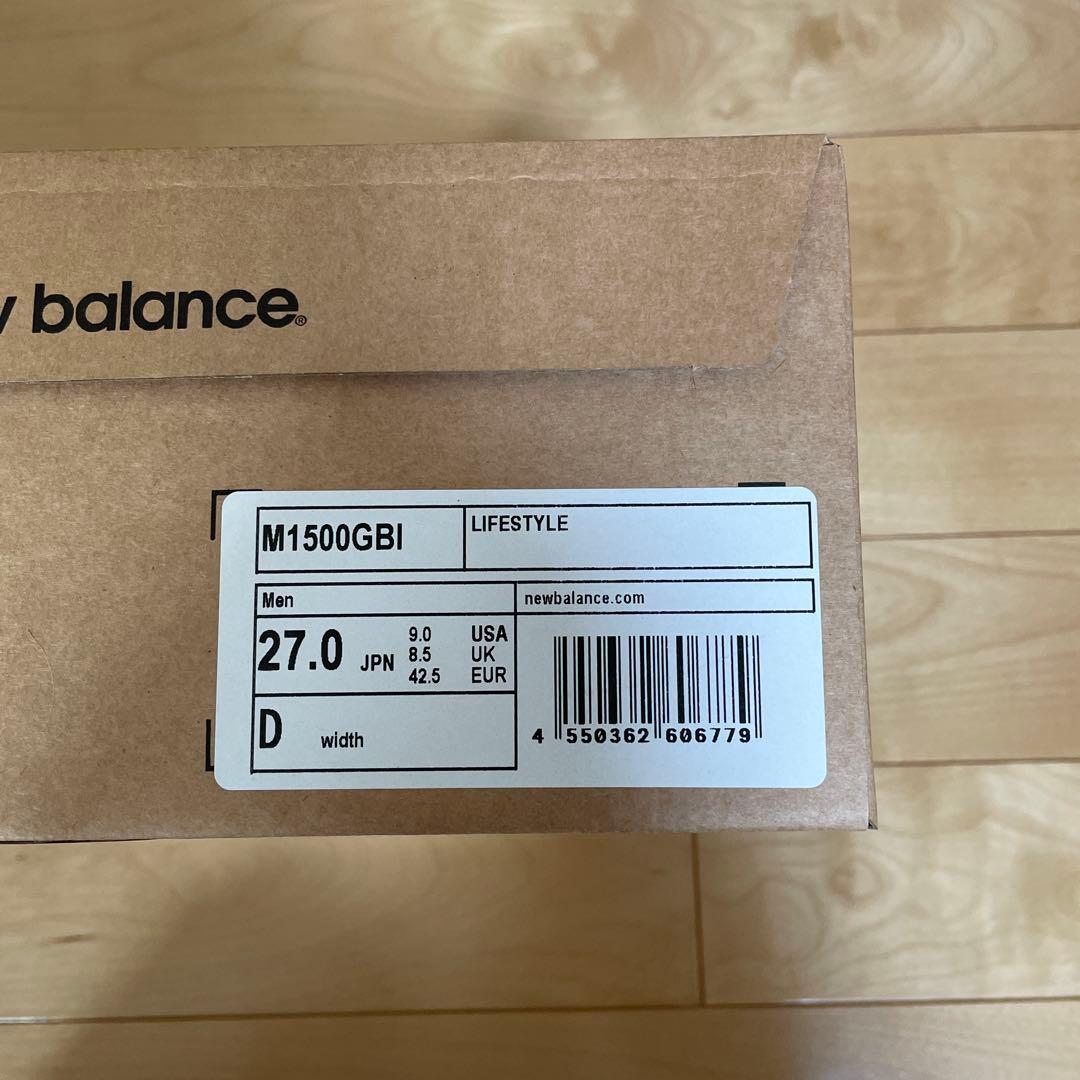 w balance®
M1500GBI
LIFESTYLE
Men
newbalance.com
27.0 JPN
9.0 USA
8.5 UK
42.5 EUR
D width
4 550362 606779